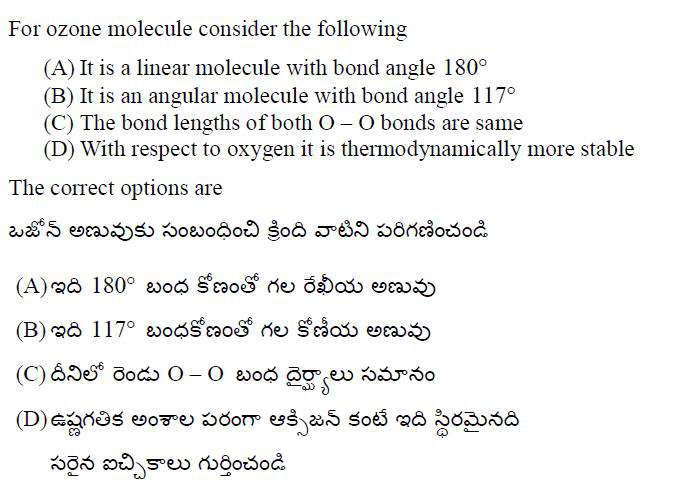 For ozone molecule consider the following
(A) It is a linear molecule with bond angle 180°
(B) It is an angular molecule with bond angle 117°
(C) The bond lengths of both O – O bonds are same
(D) With respect to oxygen it is thermodynamically more stable
The correct options are
ఒజోన్ అణువుకు సంబంధించి క్రింది వాటిని పరిగణించండి
(A) ఇది 180° బంధ కోణంతో గల రేఖీయ అణువు
(B) ఇది 117° బంధకోణంతో గల కోణీయ అణువు
(C) దీనిలో రెండు O – O బంధ దైర్ఘ్యాలు సమానం
(D) ఉష్ణగతిక అంశాల పరంగా ఆక్సిజన్ కంటే ఇది స్థిరమైనది
సరైన ఐచ్ఛికాలు గుర్తించండి